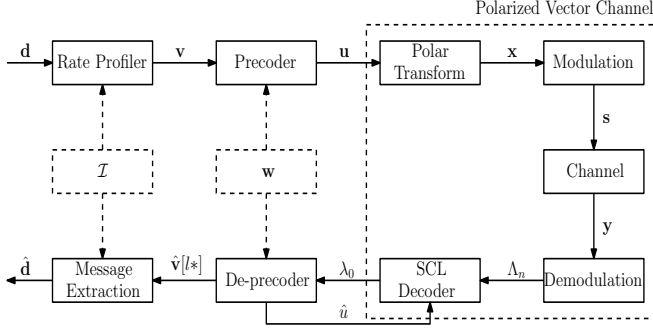 Polarized Vector Channel
d
Rate Profiler
v
Precoder
u
Polar
Transform
x
Modulation
s
ℐ
w
Channel
y
d̂
Message
Extraction
v̂[l*]
De-precoder
λ₀
SCL
Decoder
Λₙ
Demodulation
û